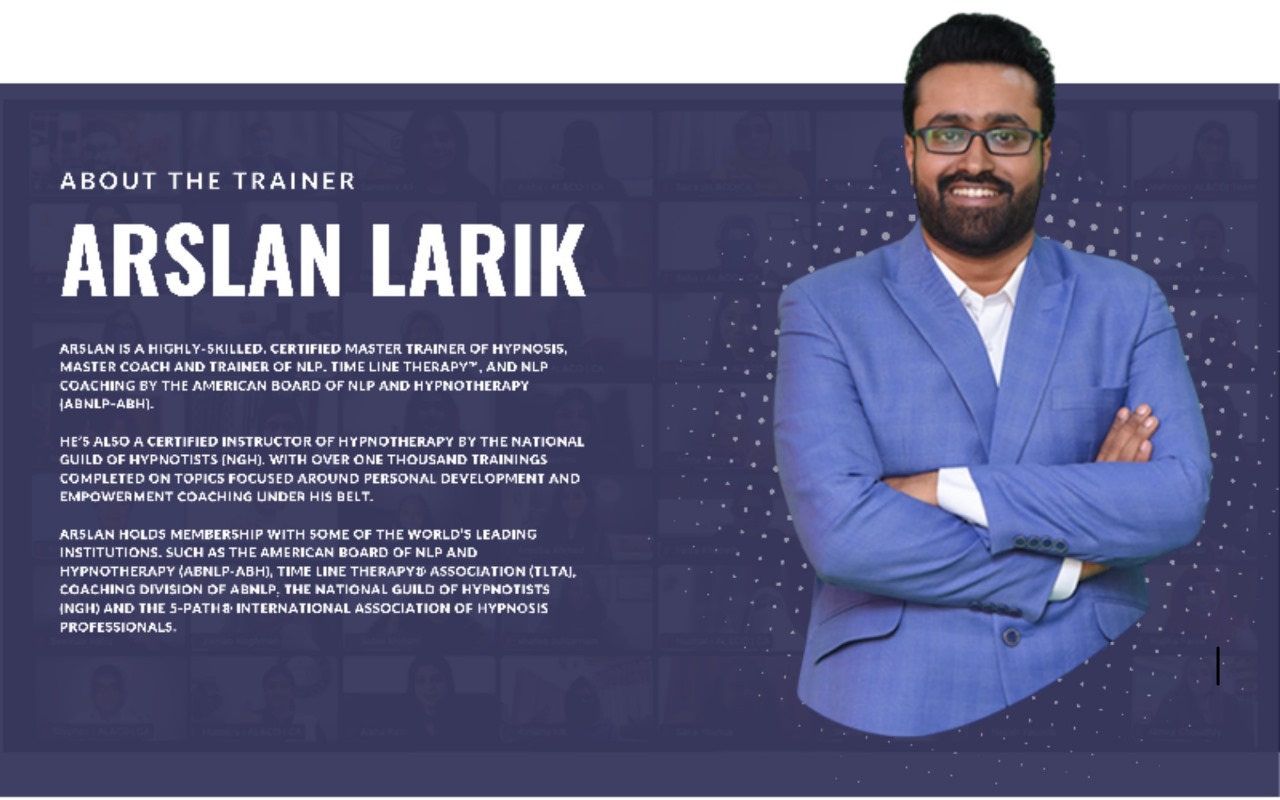 ABOUT THE TRAINER
ARSLAN LARIK
ARSLAN IS A HIGHLY-SKILLED, CERTIFIED MASTER TRAINER OF HYPNOSIS,
MASTER COACH AND TRAINER OF NLP, TIME LINE THERAPY™, AND NLP
COACHING BY THE AMERICAN BOARD OF NLP AND HYPNOTHERAPY
(ABNLP-ABH).
HE'S ALSO A CERTIFIED INSTRUCTOR OF HYPNOTHERAPY BY THE NATIONAL
GUILD OF HYPNOTISTS (NGH), WITH OVER ONE THOUSAND TRAININGS
COMPLETED ON TOPICS FOCUSED AROUND PERSONAL DEVELOPMENT AND
EMPOWERMENT COACHING UNDER HIS BELT.
ARSLAN HOLDS MEMBERSHIP WITH SOME OF THE WORLD'S LEADING
INSTITUTIONS, SUCH AS THE AMERICAN BOARD OF NLP AND
HYPNOTHERAPY (ABNLP-ABH), TIME LINE THERAPY® ASSOCIATION (TLTA),
COACHING DIVISION OF ABNLP, THE NATIONAL GUILD OF HYPNOTISTS
(NGH) AND THE 5-PATH® INTERNATIONAL ASSOCIATION OF HYPNOSIS
PROFESSIONALS.